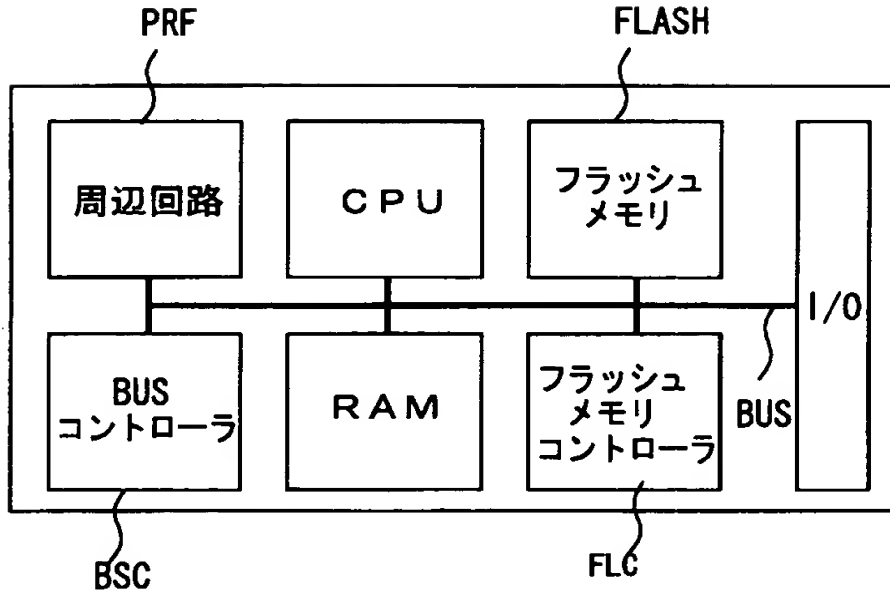 PRF
FLASH
周辺回路
CPU
フラッシュ
メモリ
I/O
BUS
コントローラ
RAM
フラッシュ
メモリ
コントローラ
BUS
BSC
FLC